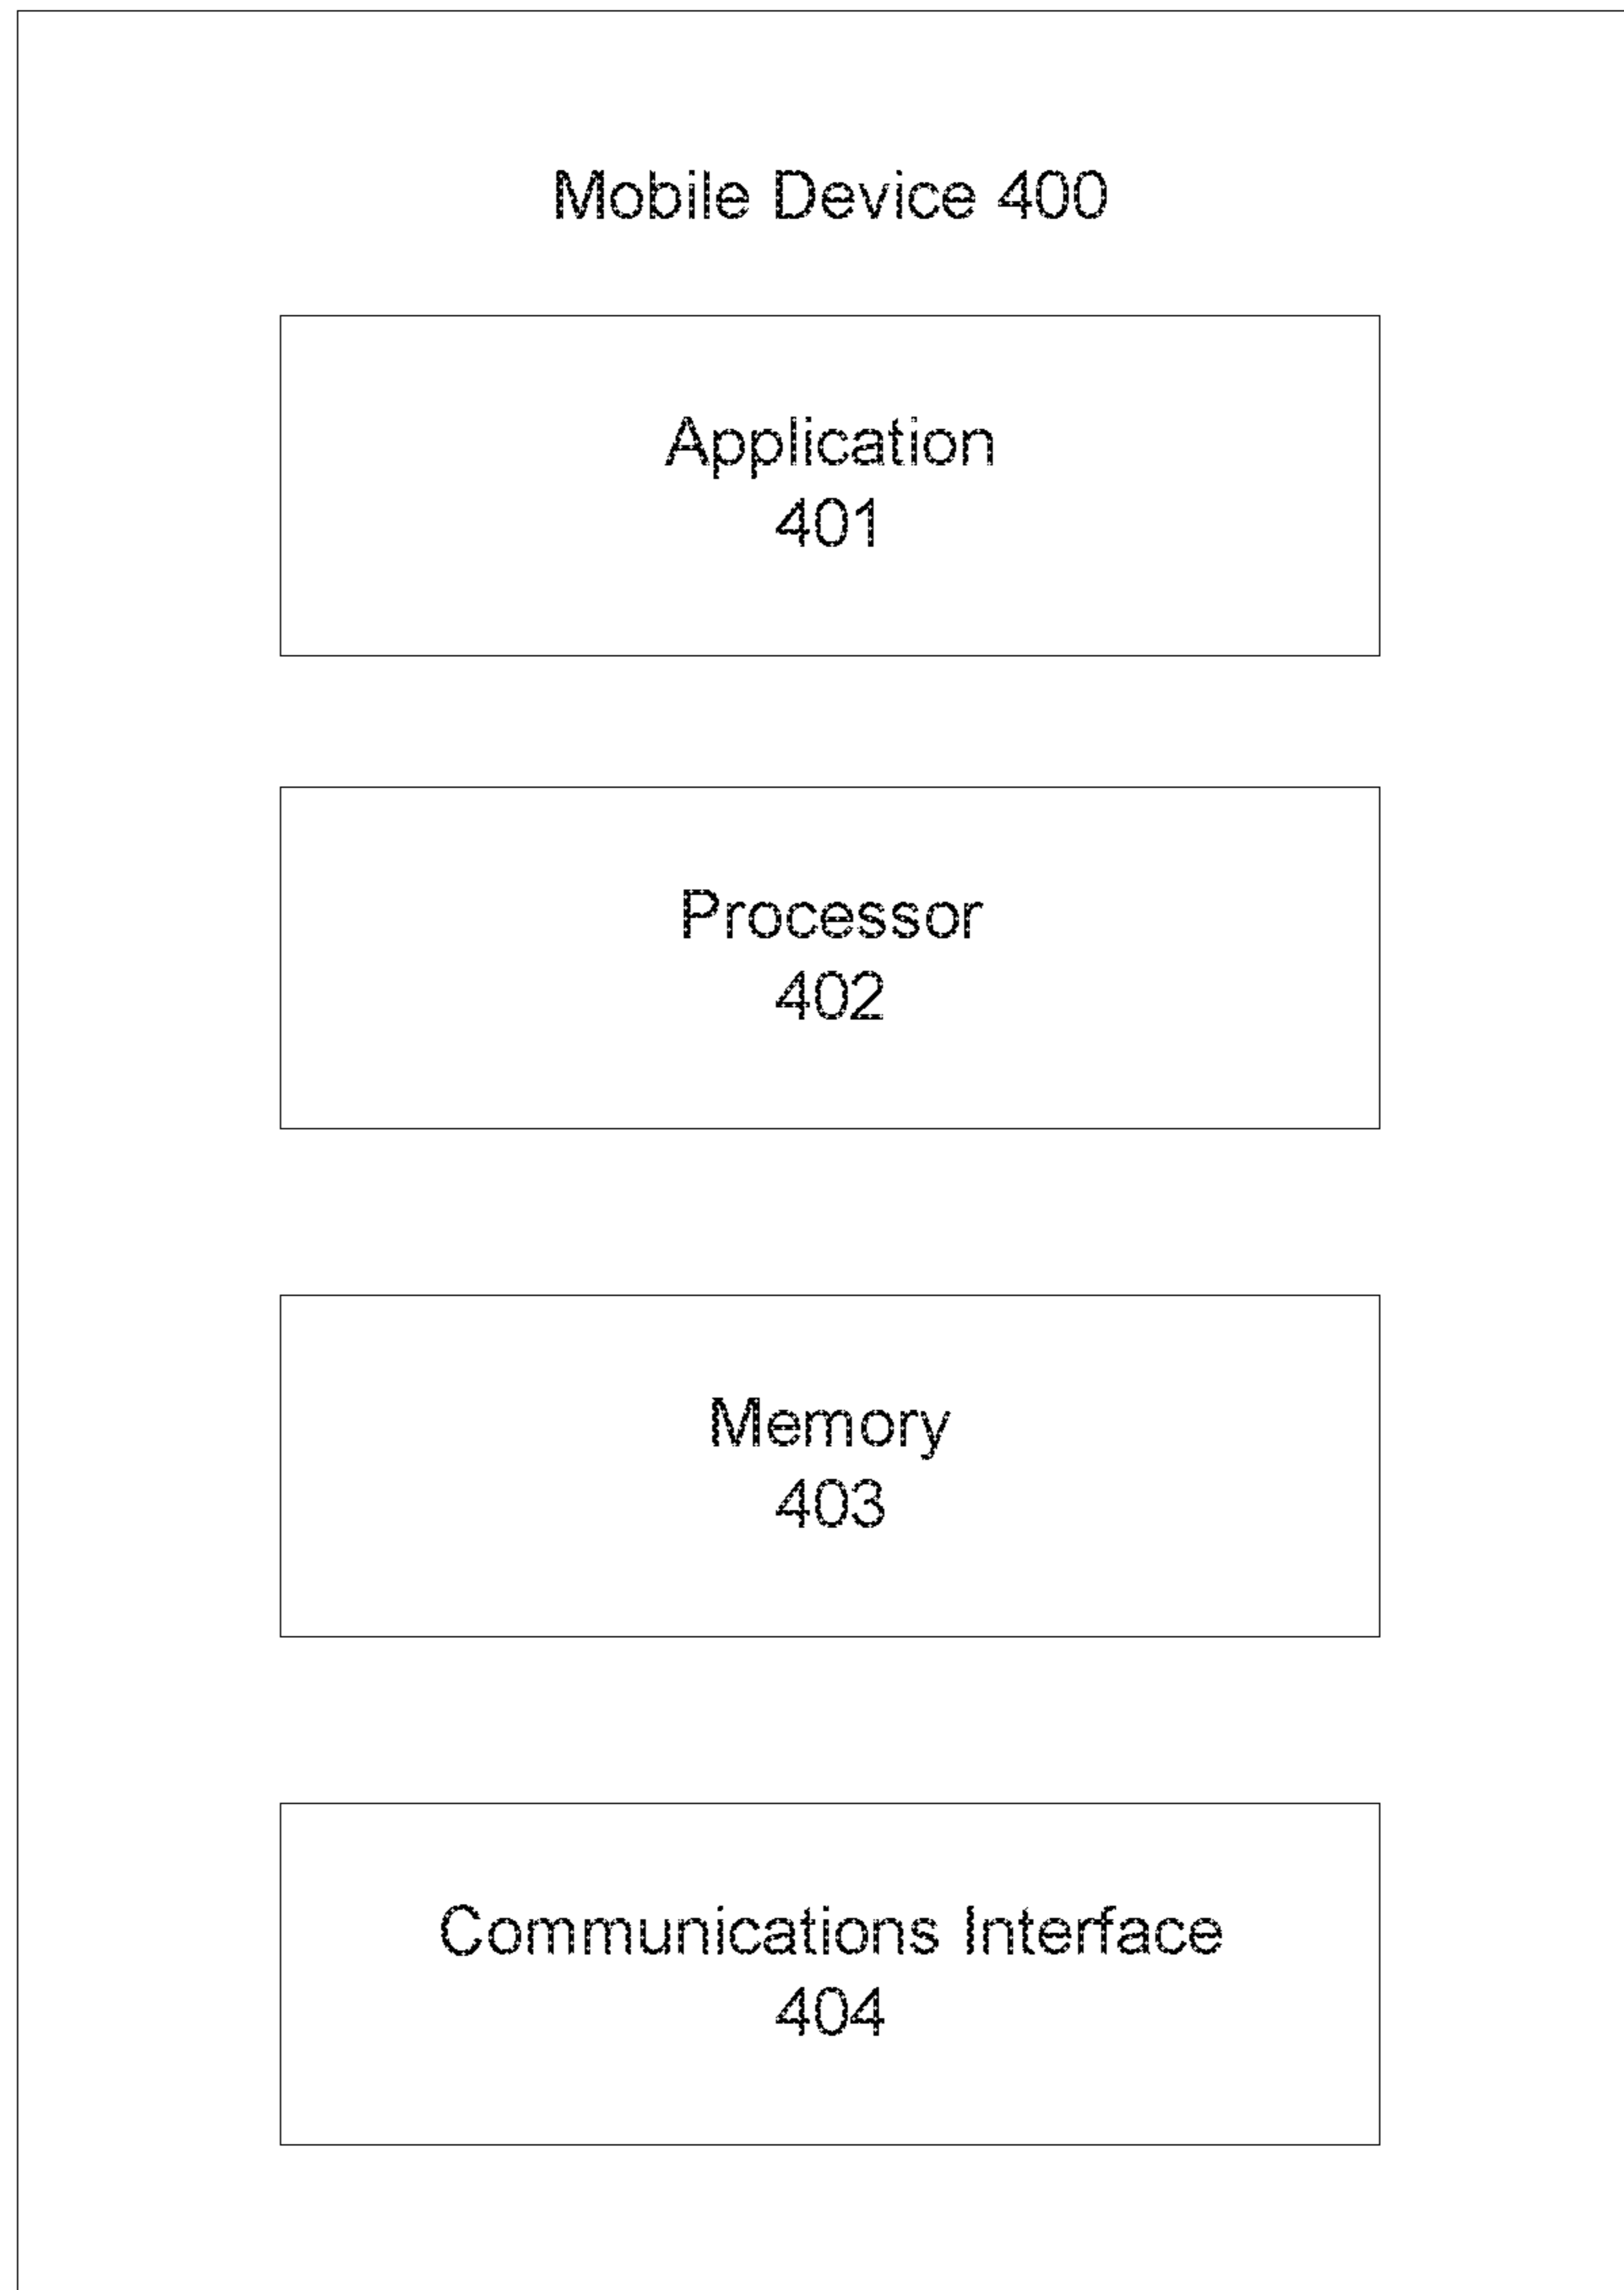 Mobile Device 400
Application
401
Processor
402
Memory
403
Communications Interface
404